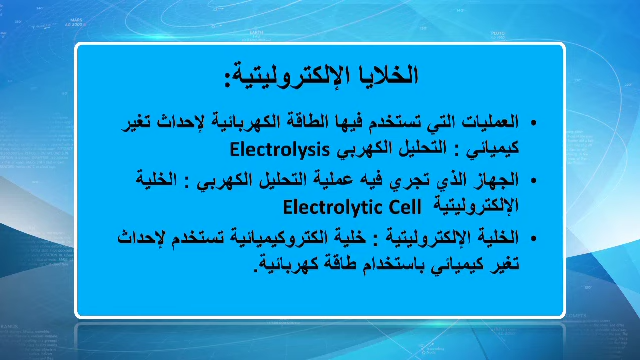 الخلايا الإلكتروليتية:
• العمليات التي تستخدم فيها الطاقة الكهربائية لإحداث تغير
كيميائي : التحليل الكهربي Electrolysis
• الجهاز الذي تجري فيه عملية التحليل الكهربي : الخلية
الإلكتروليتية Electrolytic Cell
• الخلية الإلكتروليتية : خلية الكتروكيميائية تستخدم لإحداث
تغير كيميائي باستخدام طاقة كهربائية.